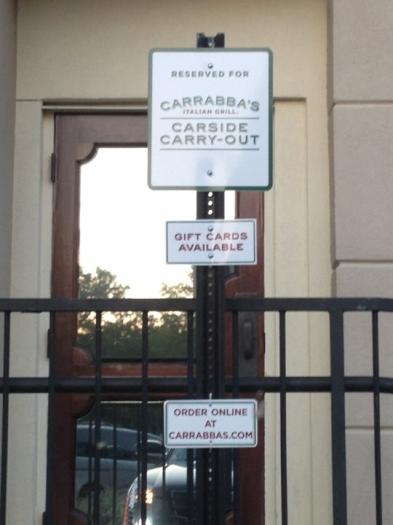 RESERVED FOR
CARRABBA'S
ITALIAN GRILL.
CARSIDE
CARRY-OUT
GIFT CARDS
AVAILABLE
ORDER ONLINE
AT
CARRABBAS.COM